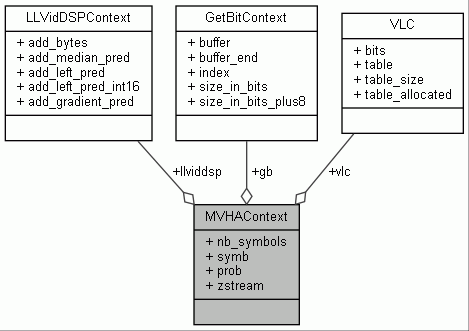 LLVidDSPContext
+ add_bytes
+ add_median_pred
+ add_left_pred
+ add_left_pred_int16
+ add_gradient_pred
GetBitContext
+ buffer
+ buffer_end
+ index
+ size_in_bits
+ size_in_bits_plus8
VLC
+ bits
+ table
+ table_size
+ table_allocated
+llviddsp
+gb
+vlc
MVHAContext
+ nb_symbols
+ symb
+ prob
+ zstream